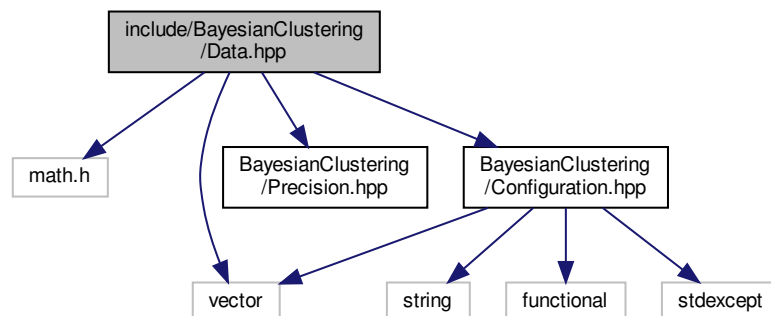 include/BayesianClustering
/Data.hpp
math.h
BayesianClustering
/Precision.hpp
BayesianClustering
/Configuration.hpp
vector
string
functional
stdexcept